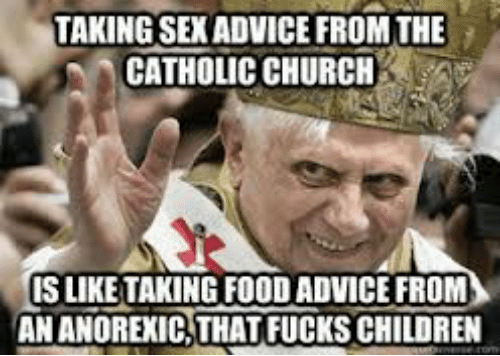 TAKING SEX ADVICE FROM THE
CATHOLIC CHURCH
IS LIKE TAKING FOOD ADVICE FROM
AN ANOREXIC, THAT FUCKS CHILDREN